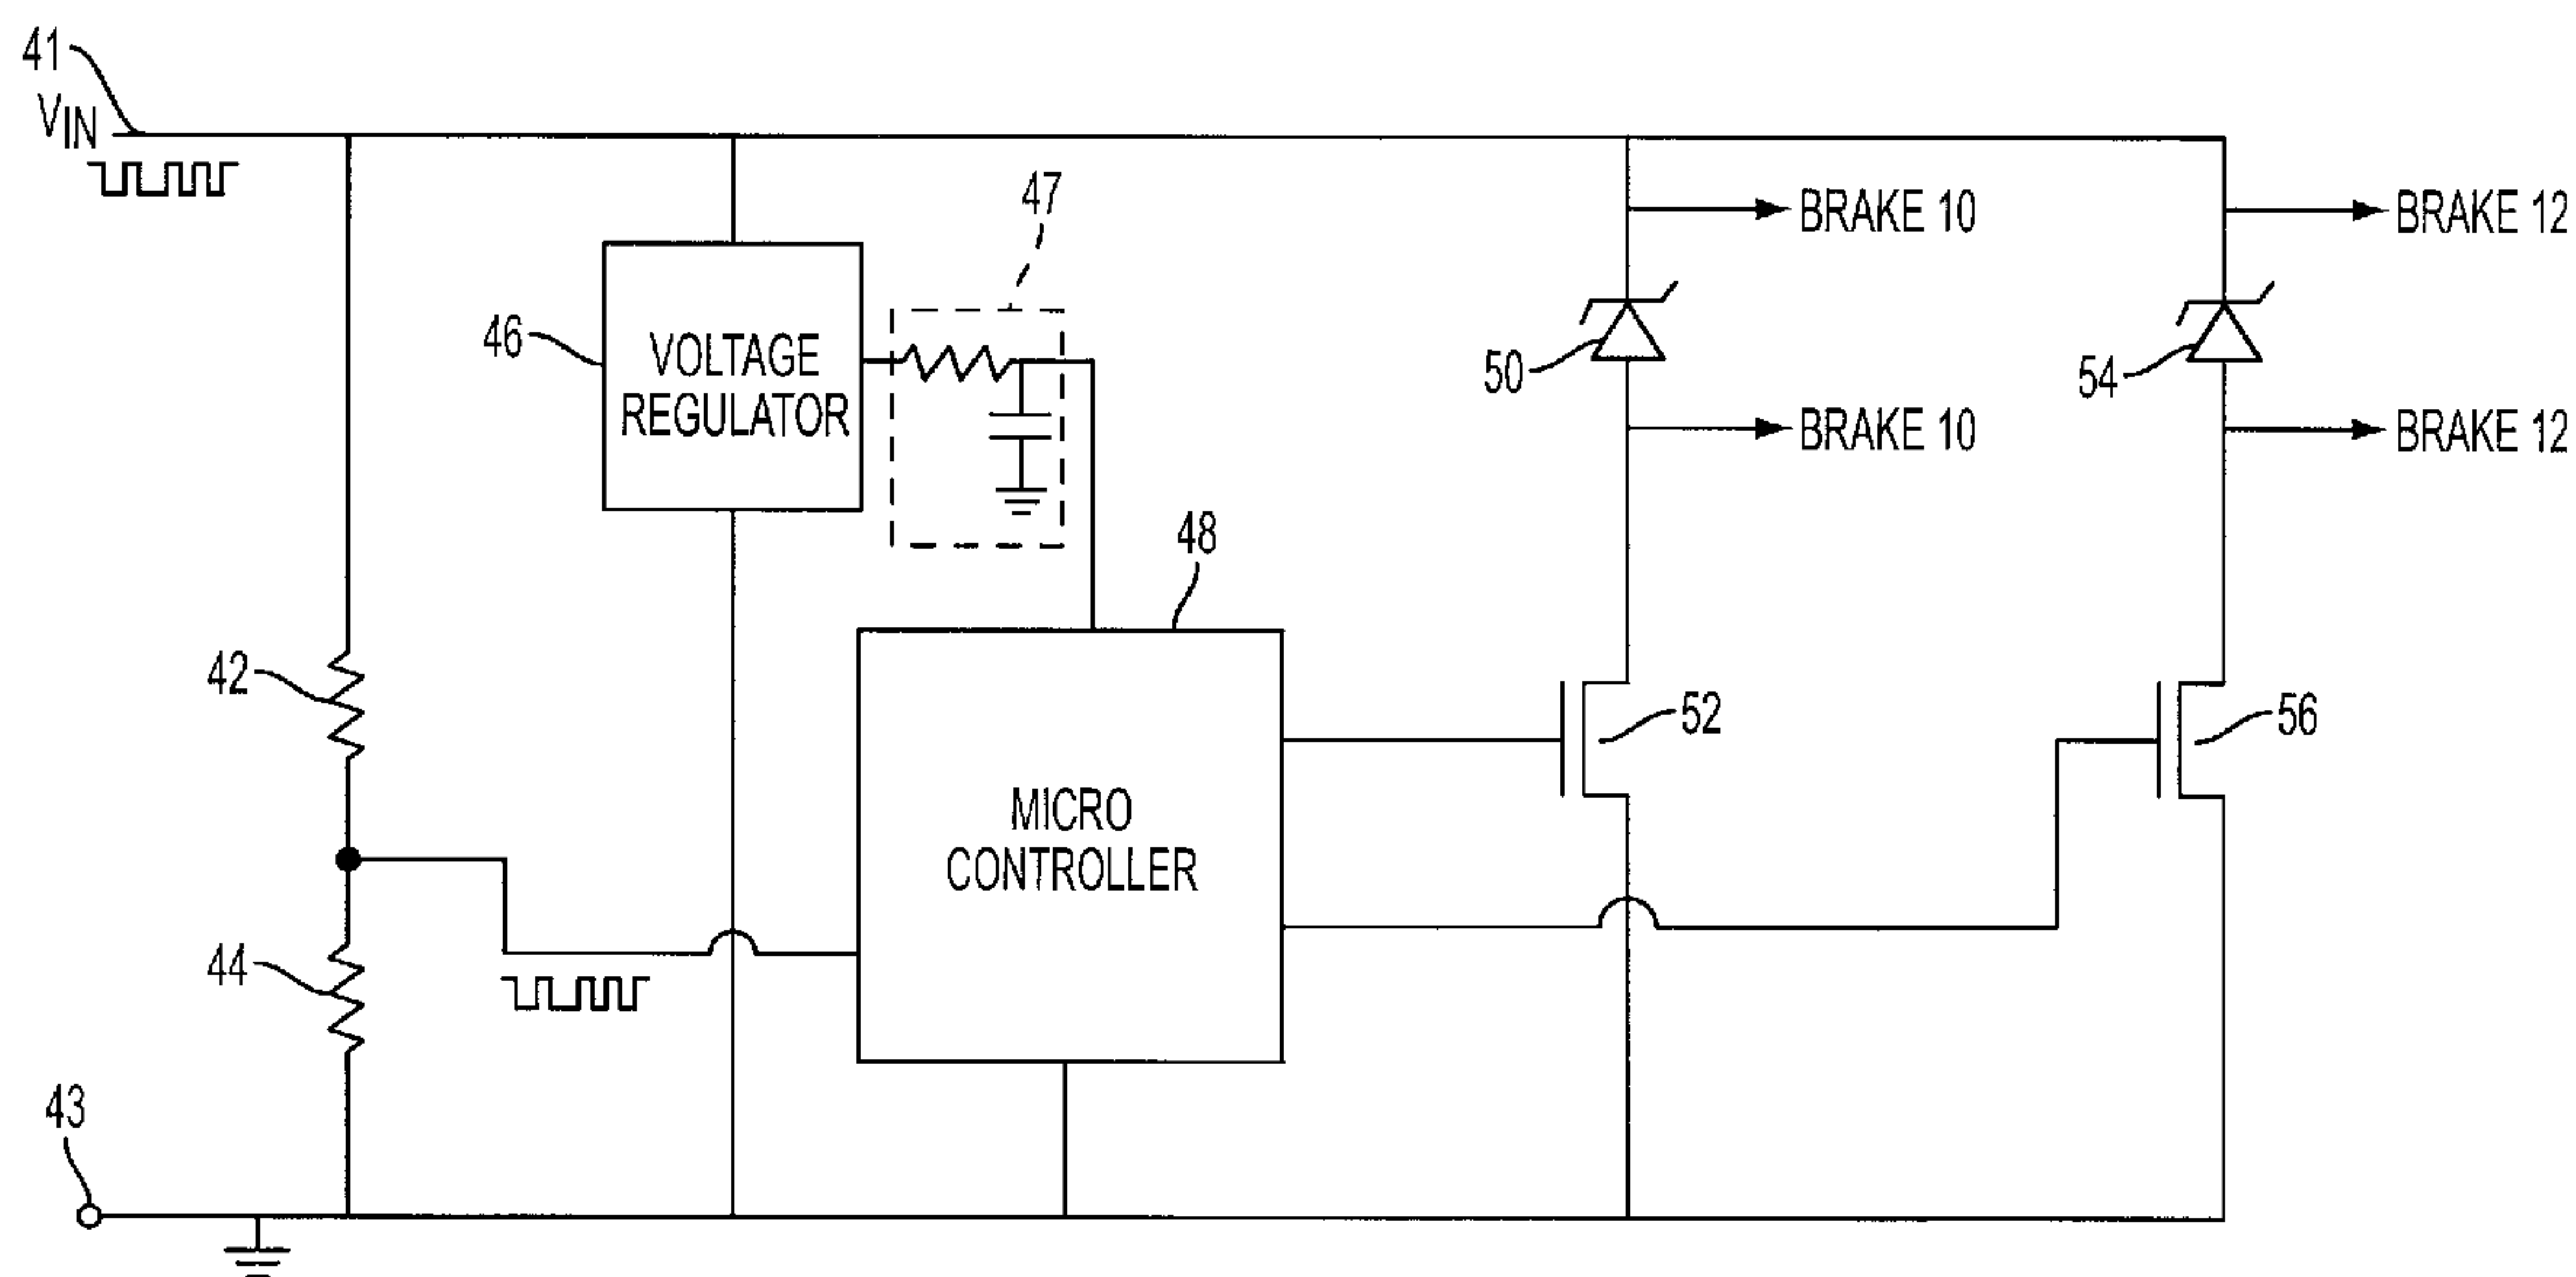 41
VIN
47
BRAKE 10
BRAKE 12
46
VOLTAGE
REGULATOR
50
54
BRAKE 10
BRAKE 12
48
42
52
56
MICRO
CONTROLLER
44
43